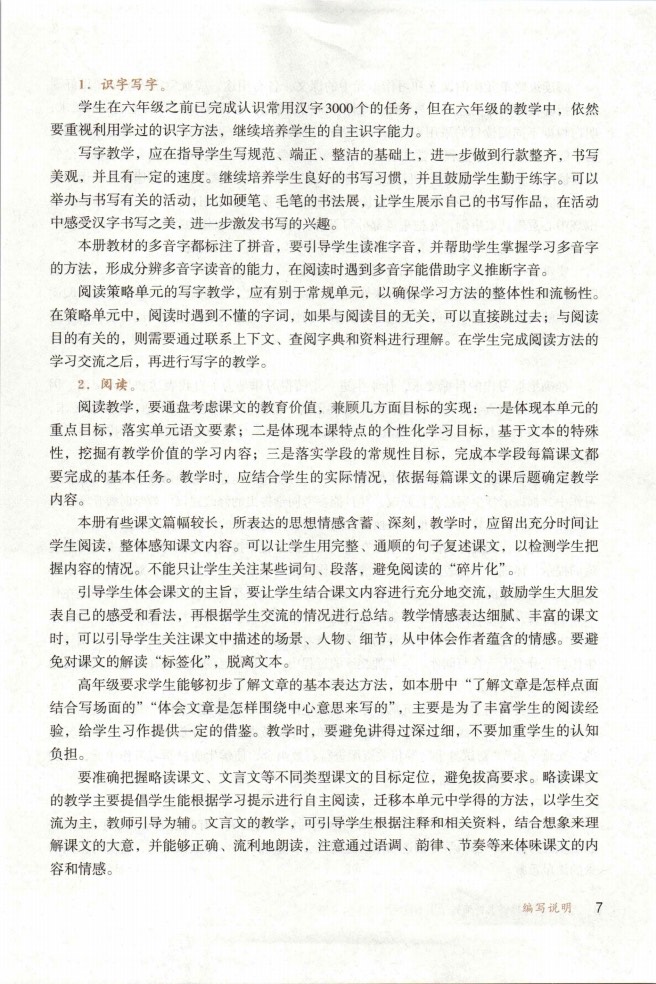 1．识字写字。
学生在六年级之前已完成认识常用汉字3000个的任务，但在六年级的教学中，依然
要重视利用学过的识字方法，继续培养学生的自主识字能力。
写字教学，应在指导学生写规范、端正、整洁的基础上，进一步做到行款整齐，书写
美观，并且有一定的速度。继续培养学生良好的书写习惯，并且鼓励学生勤于练字。可以
举办与书写有关的活动，比如硬笔、毛笔的书法展，让学生展示自己的书写作品，在活动
中感受汉字书写之美，进一步激发书写的兴趣。
本册教材的多音字都标注了拼音，要引导学生读准字音，并帮助学生掌握学习多音字
的方法，形成分辨多音字读音的能力，在阅读时遇到多音字能借助字义推断字音。
阅读策略单元的写字教学，应有别于常规单元，以确保学习方法的整体性和流畅性。
在策略单元中，阅读时遇到不懂的字词，如果与阅读目的无关，可以直接跳过去；与阅读
目的有关的，则需要通过联系上下文、查阅字典和资料进行理解。在学生完成阅读方法的
学习交流之后，再进行写字的教学。
2．阅读。
阅读教学，要通盘考虑课文的教育价值，兼顾几方面目标的实现：一是体现本单元的
重点目标，落实单元语文要素；二是体现本课特点的个性化学习目标，基于文本的特殊
性，挖掘有教学价值的学习内容；三是落实学段的常规性目标，完成本学段每篇课文都
要完成的基本任务。教学时，应结合学生的实际情况，依据每篇课文的课后题确定教学
内容。
本册有些课文篇幅较长，所表达的思想情感含蓄、深刻，教学时，应留出充分时间让
学生阅读，整体感知课文内容。可以让学生用完整、通顺的句子复述课文，以检测学生把
握内容的情况。不能只让学生关注某些词句、段落，避免阅读的“碎片化”。
引导学生体会课文的主旨，要让学生结合课文内容进行充分地交流，鼓励学生大胆发
表自己的感受和看法，再根据学生交流的情况进行总结。教学情感表达细腻、丰富的课文
时，可以引导学生关注课文中描述的场景、人物、细节，从中体会作者蕴含的情感。要避
免对课文的解读“标签化”，脱离文本。
高年级要求学生能够初步了解文章的基本表达方法，如本册中“了解文章是怎样点面
结合写场面的”“体会文章是怎样围绕中心意思来写的”，主要是为了丰富学生的阅读经
验，给学生习作提供一定的借鉴。教学时，要避免讲得过深过细，不要加重学生的认知
负担。
要准确把握略读课文、文言文等不同类型课文的目标定位，避免拔高要求。略读课文
的教学主要提倡学生能根据学习提示进行自主阅读，迁移本单元中学得的方法，以学生交
流为主，教师引导为辅。文言文的教学，可引导学生根据注释和相关资料，结合想象来理
解课文的大意，并能够正确、流利地朗读，注意通过语调、韵律、节奏等来体味课文的内
容和情感。
编写说明 7